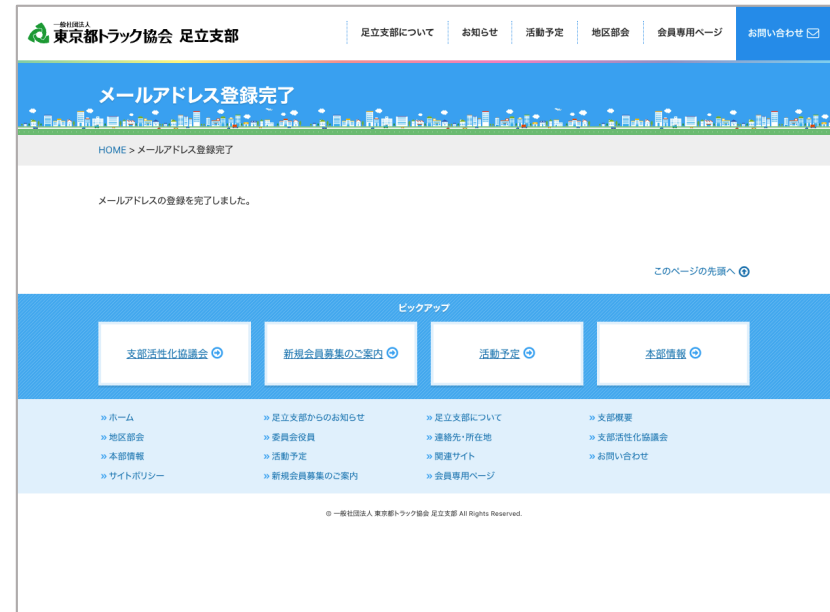 一般社団法人
東京都トラック協会 足立支部
足立支部について お知らせ 活動予定 地区部会 会員専用ページ お問い合わせ
メールアドレス登録完了
HOME > メールアドレス登録完了
メールアドレスの登録を完了しました。
このページの先頭へ
ピックアップ
支部活性化協議会 新規会員募集のご案内 活動予定 本部情報
» ホーム » 足立支部からのお知らせ » 足立支部について » 支部概要
» 地区部会 » 委員会役員 » 連絡先・所在地 » 支部活性化協議会
» 本部情報 » 活動予定 » 関連サイト » お問い合わせ
» サイトポリシー » 新規会員募集のご案内 » 会員専用ページ
© 一般社団法人 東京都トラック協会 足立支部 All Rights Reserved.